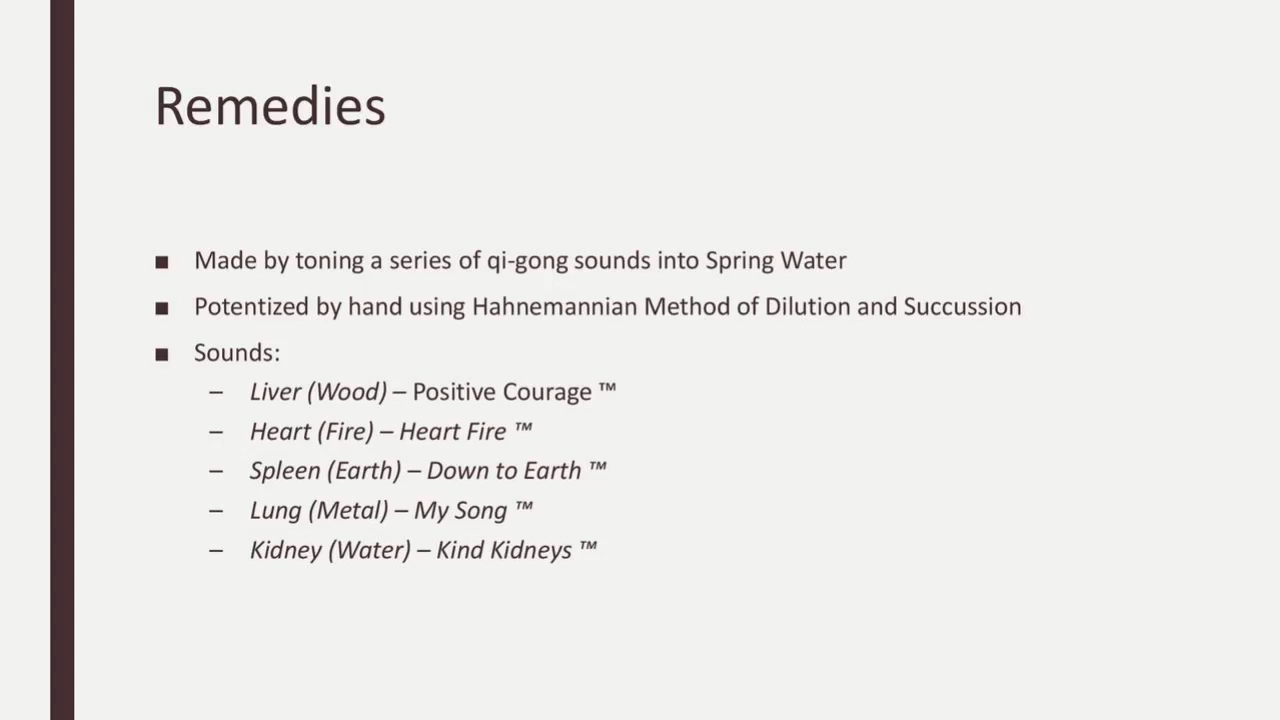 Remedies
■ Made by toning a series of qi-gong sounds into Spring Water
■ Potentized by hand using Hahnemannian Method of Dilution and Succussion
■ Sounds:
– Liver (Wood) – Positive Courage ™
– Heart (Fire) – Heart Fire ™
– Spleen (Earth) – Down to Earth ™
– Lung (Metal) – My Song ™
– Kidney (Water) – Kind Kidneys ™